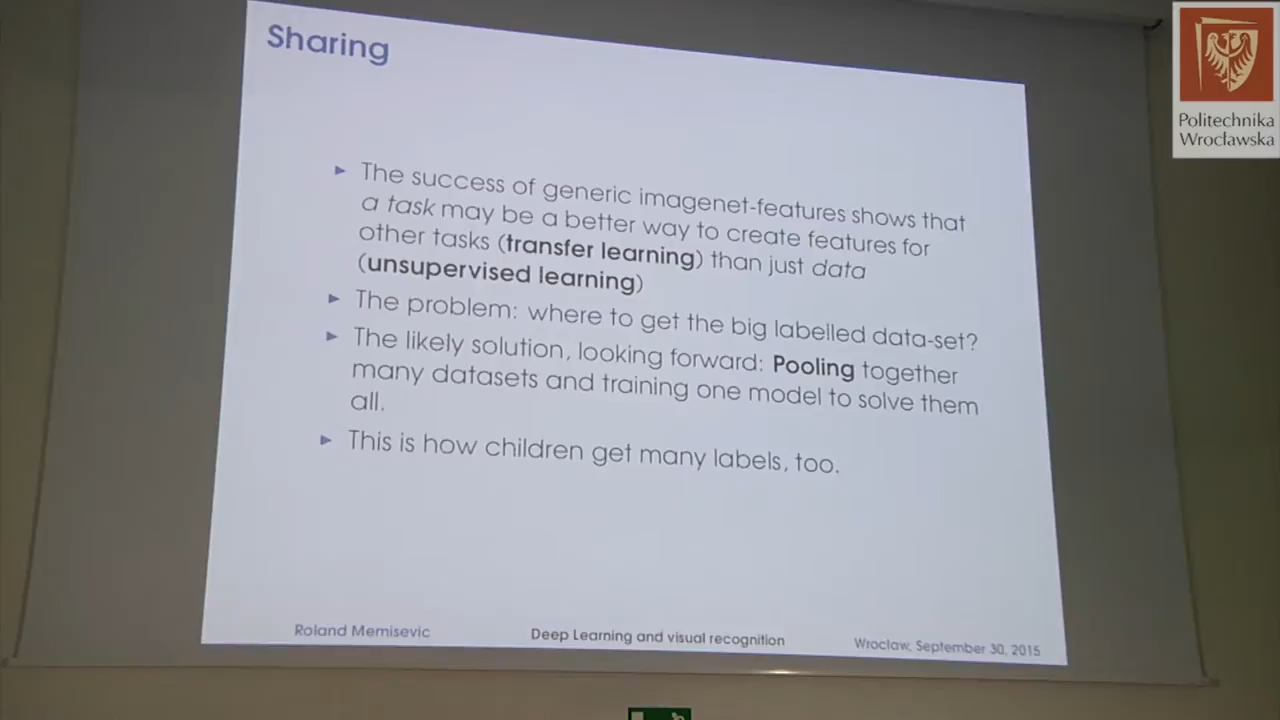 Sharing
Politechnika
Wrocławska
► The success of generic imagenet-features shows that
a task may be a better way to create features for
other tasks (transfer learning) than just data
(unsupervised learning)
► The problem: where to get the big labelled data-set?
► The likely solution, looking forward: Pooling together
many datasets and training one model to solve them
all.
► This is how children get many labels, too.
Roland Memisevic
Deep Learning and visual recognition
Wroclaw, September 30, 2015